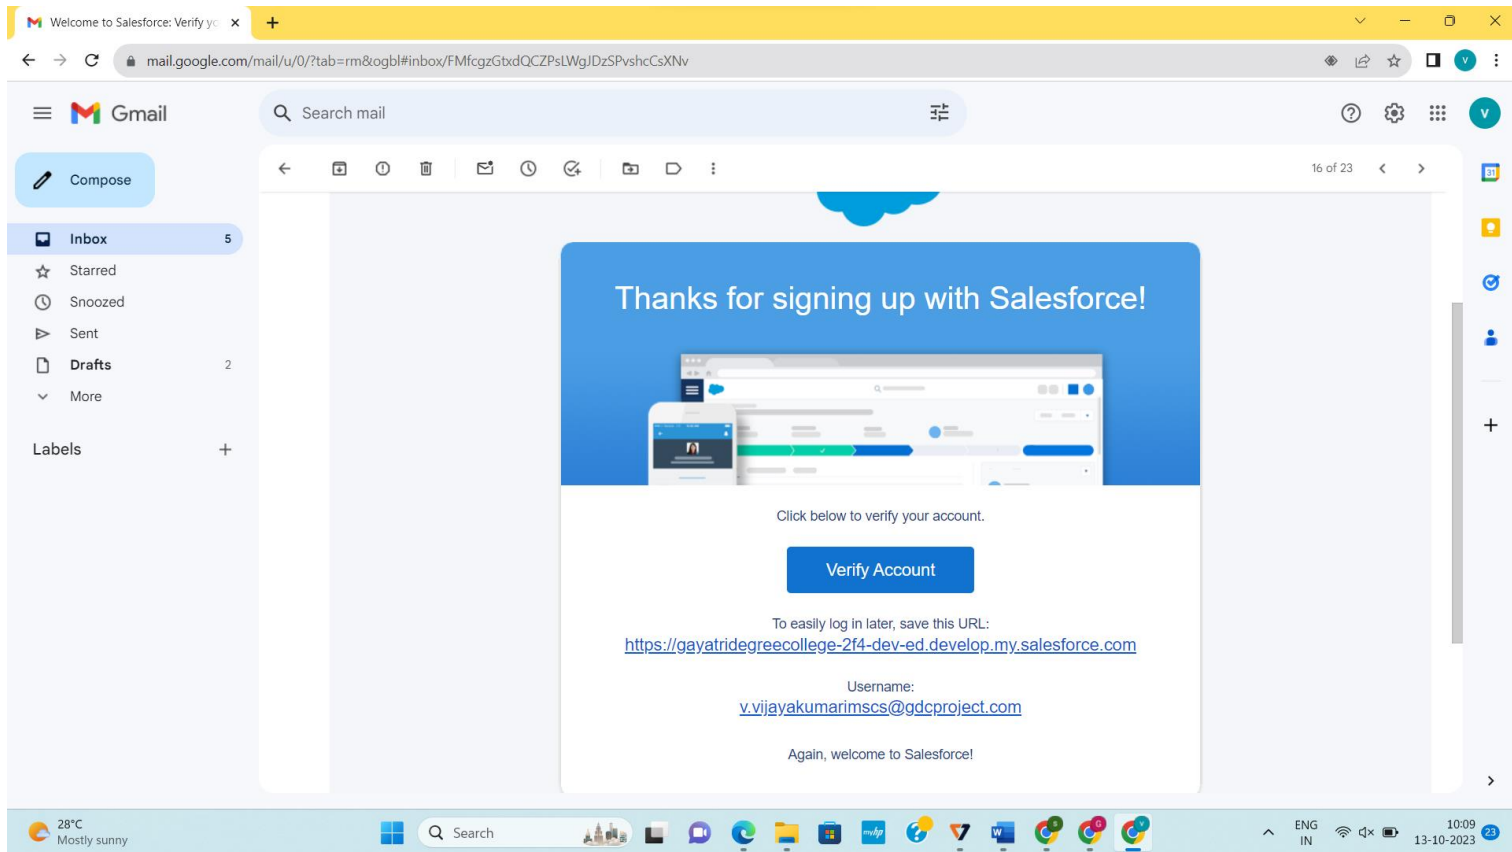 Welcome to Salesforce: Verify yo
mail.google.com/mail/u/0/?tab=rm&ogbl#inbox/FMfcgzGtxdQCZPsLWgJDzSPvshcCsXNv
V
Gmail
Search mail
V
Compose
16 of 23
31
Inbox 5
Starred
Snoozed
Sent
Drafts 2
More
Labels
Thanks for signing up with Salesforce!
Click below to verify your account.
Verify Account
To easily log in later, save this URL:
https://gayatridegreecollege-2f4-dev-ed.develop.my.salesforce.com
Username:
v.vijayakumarimscs@gdcproject.com
Again, welcome to Salesforce!
28°C
Mostly sunny
Search
myhp
S
G
V
ENG
IN
10:09
13-10-2023
23